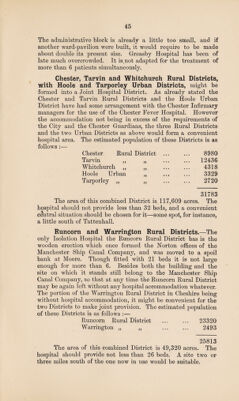 45
The administrative block is already a little too small, and if
another ward-pavilion were built, it would require to be made
about double its present size. Greasby Hospital has been of
late much overcrowded. It is not adapted for the treatment of
more than 6 patients simultaneously.
Chester, Tarvin and Whitchurch Rural Districts,
with Hoole and Tarporley Urban Districts, might be
formed into a Joint Hospital District. As already stated the
Chester and Tarvin Rural Districts and the Hoole Urban
District have had some arrangement with the Chester Infirmary
managers for the use of the Chester Fever Hospital. However
the accommodation not being in excess of the requirements of
the City and the Chester Guardians, the three Rural Districts
and the two Urban Districts as above would form a convenient
hospital area. The estimated population of these Districts is as
follows :—
Chester Rural District ... ... 8980
Tarvin „ „ ... ... 12436
Whitchurch „ „ ... ... 4318
Hoole Urban „ ... ... 3329
Tarporley „ „ ... ... 2720
31783
The area of this combined District is 117,609 acres. The
hospital should not provide less than 32 beds, and a convenient
central situation should be chosen for it—some spot, for instance,
a little south of Tattenhall.
Runcorn and Warrington Rural Districts.—The
only Isolation Hospital the Runcorn Rural District has is the
wooden erection which once formed the Norton offices of the
Manchester Ship Canal Company, and was moved to a spoil
bank at Moore. Though fitted with 21 beds it is not large
enough for more than 6. Besides both the building and the
site on which it stands still belong to the Manchester Ship
Canal Company, so that at any time the Runcorn Rural District
may be again left without any hospital accommodation whatever.
The portion of the Warrington Rural District in Cheshire being
without hospital accommodation, it might be convenient for the
two Districts to make joint provision. The estimated population
of these Districts is as follows :—
Runcorn Rural District ... ... 23320
Warrington „ „ ... ... 2493
25813
The area of this combined District is 49,320 acres. The
hospital should provide not less than 26 beds. A site two or
three miles south of the one now in use would be suitable.